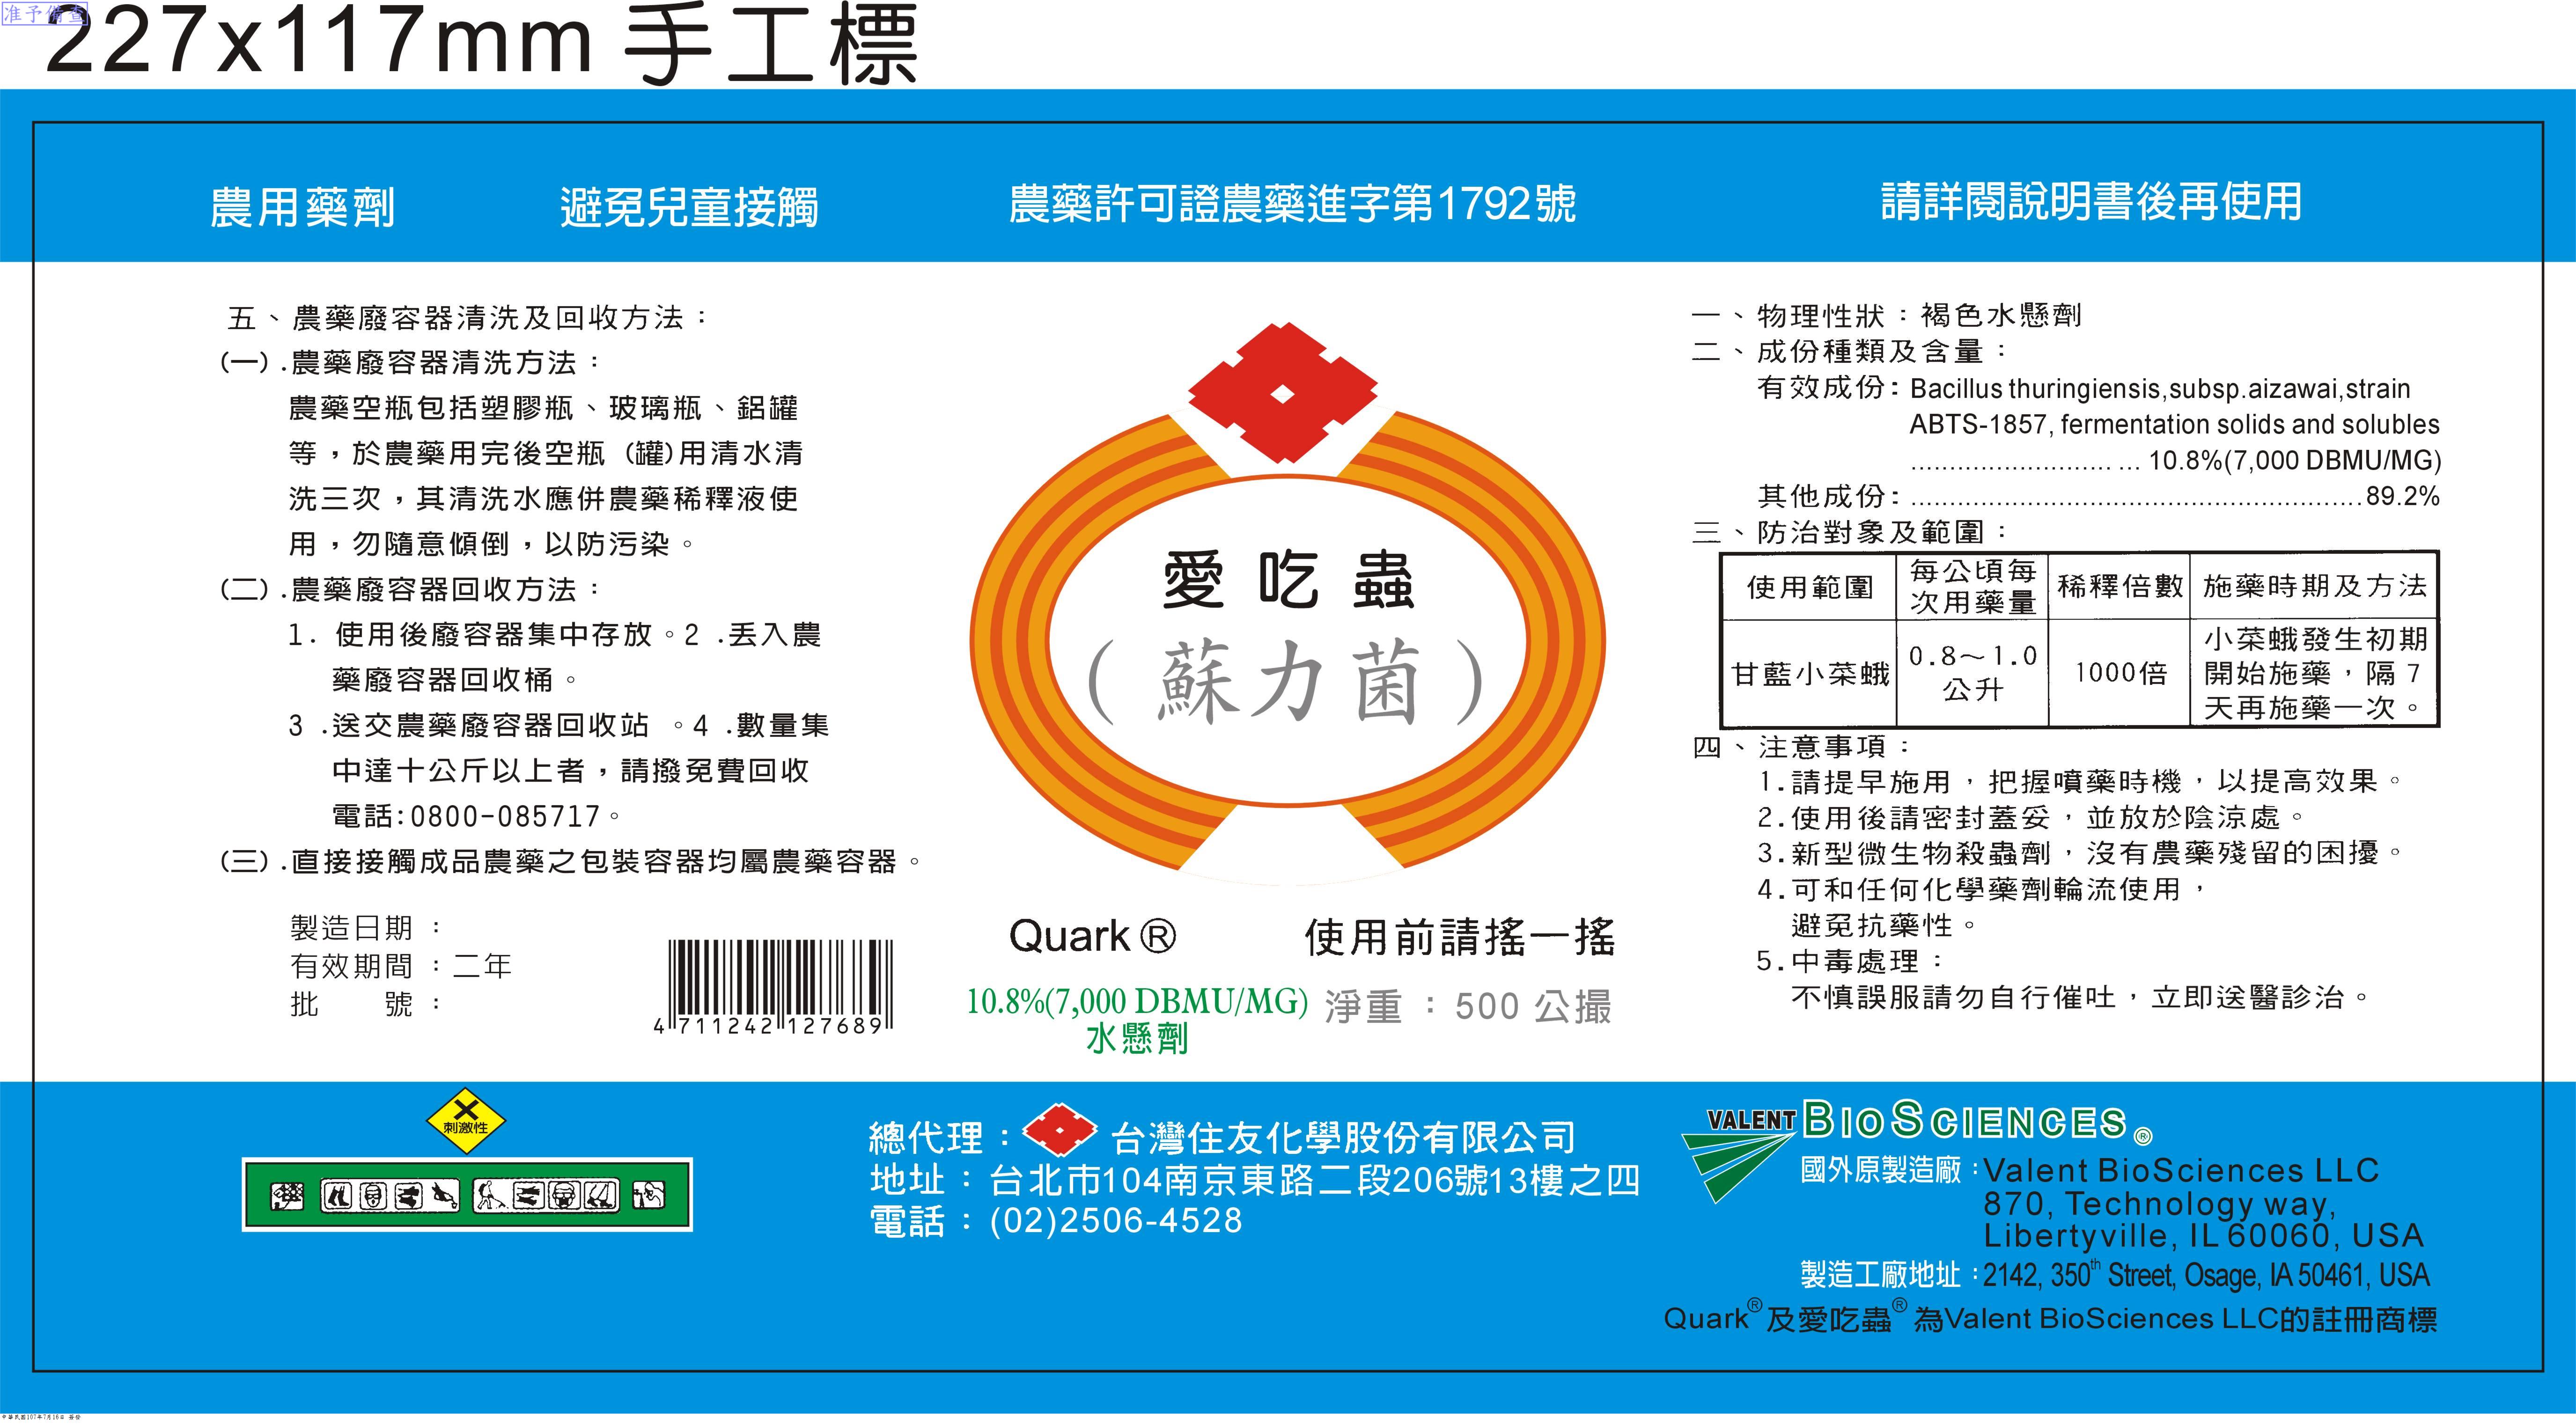 准予備查
227x117mm 手工標
農用藥劑
避免兒童接觸
農藥許可證農藥進字第1792號
請詳閱說明書後再使用
五、農藥廢容器清洗及回收方法：
(一).農藥廢容器清洗方法：
農藥空瓶包括塑膠瓶、玻璃瓶、鋁罐
等，於農藥用完後空瓶 (罐)用清水清
洗三次，其清洗水應併農藥稀釋液使
用，勿隨意傾倒，以防污染。
(二).農藥廢容器回收方法：
1. 使用後廢容器集中存放。2 .丟入農
藥廢容器回收桶。
3 .送交農藥廢容器回收站 。4 .數量集
中達十公斤以上者，請撥免費回收
電話:0800-085717。
(三).直接接觸成品農藥之包裝容器均屬農藥容器。
製造日期：
有效期間：二年
批　　號：
4 711242 127689
愛吃蟲
(蘇力菌)
Quark®
使用前請搖一搖
10.8%(7,000 DBMU/MG)
水懸劑
淨重：500 公撮
一、物理性狀：褐色水懸劑
二、成份種類及含量：
有效成份: Bacillus thuringiensis,subsp.aizawai,strain
ABTS-1857, fermentation solids and solubles
.......................... ... 10.8%(7,000 DBMU/MG)
其他成份: ..........................................................89.2%
三、防治對象及範圍：
使用範圍
每公頃每
次用藥量
稀釋倍數
施藥時期及方法
甘藍小菜蛾
0.8～1.0
公升
1000倍
小菜蛾發生初期
開始施藥，隔 7
天再施藥一次。
四、注意事項：
1.請提早施用，把握噴藥時機，以提高效果。
2.使用後請密封蓋妥，並放於陰涼處。
3.新型微生物殺蟲劑，沒有農藥殘留的困擾。
4.可和任何化學藥劑輪流使用，
避免抗藥性。
5.中毒處理：
不慎誤服請勿自行催吐，立即送醫診治。
刺激性
總代理：台灣住友化學股份有限公司
地址：台北市104南京東路二段206號13樓之四
電話：(02)2506-4528
VALENT BIOSCIENCES®
國外原製造廠：Valent BioSciences LLC
870, Technology way,
Libertyville, IL 60060, USA
製造工廠地址：2142, 350th Street, Osage, IA 50461, USA
Quark®及愛吃蟲®為Valent BioSciences LLC的註冊商標
中華民國107年7月16日 簽發